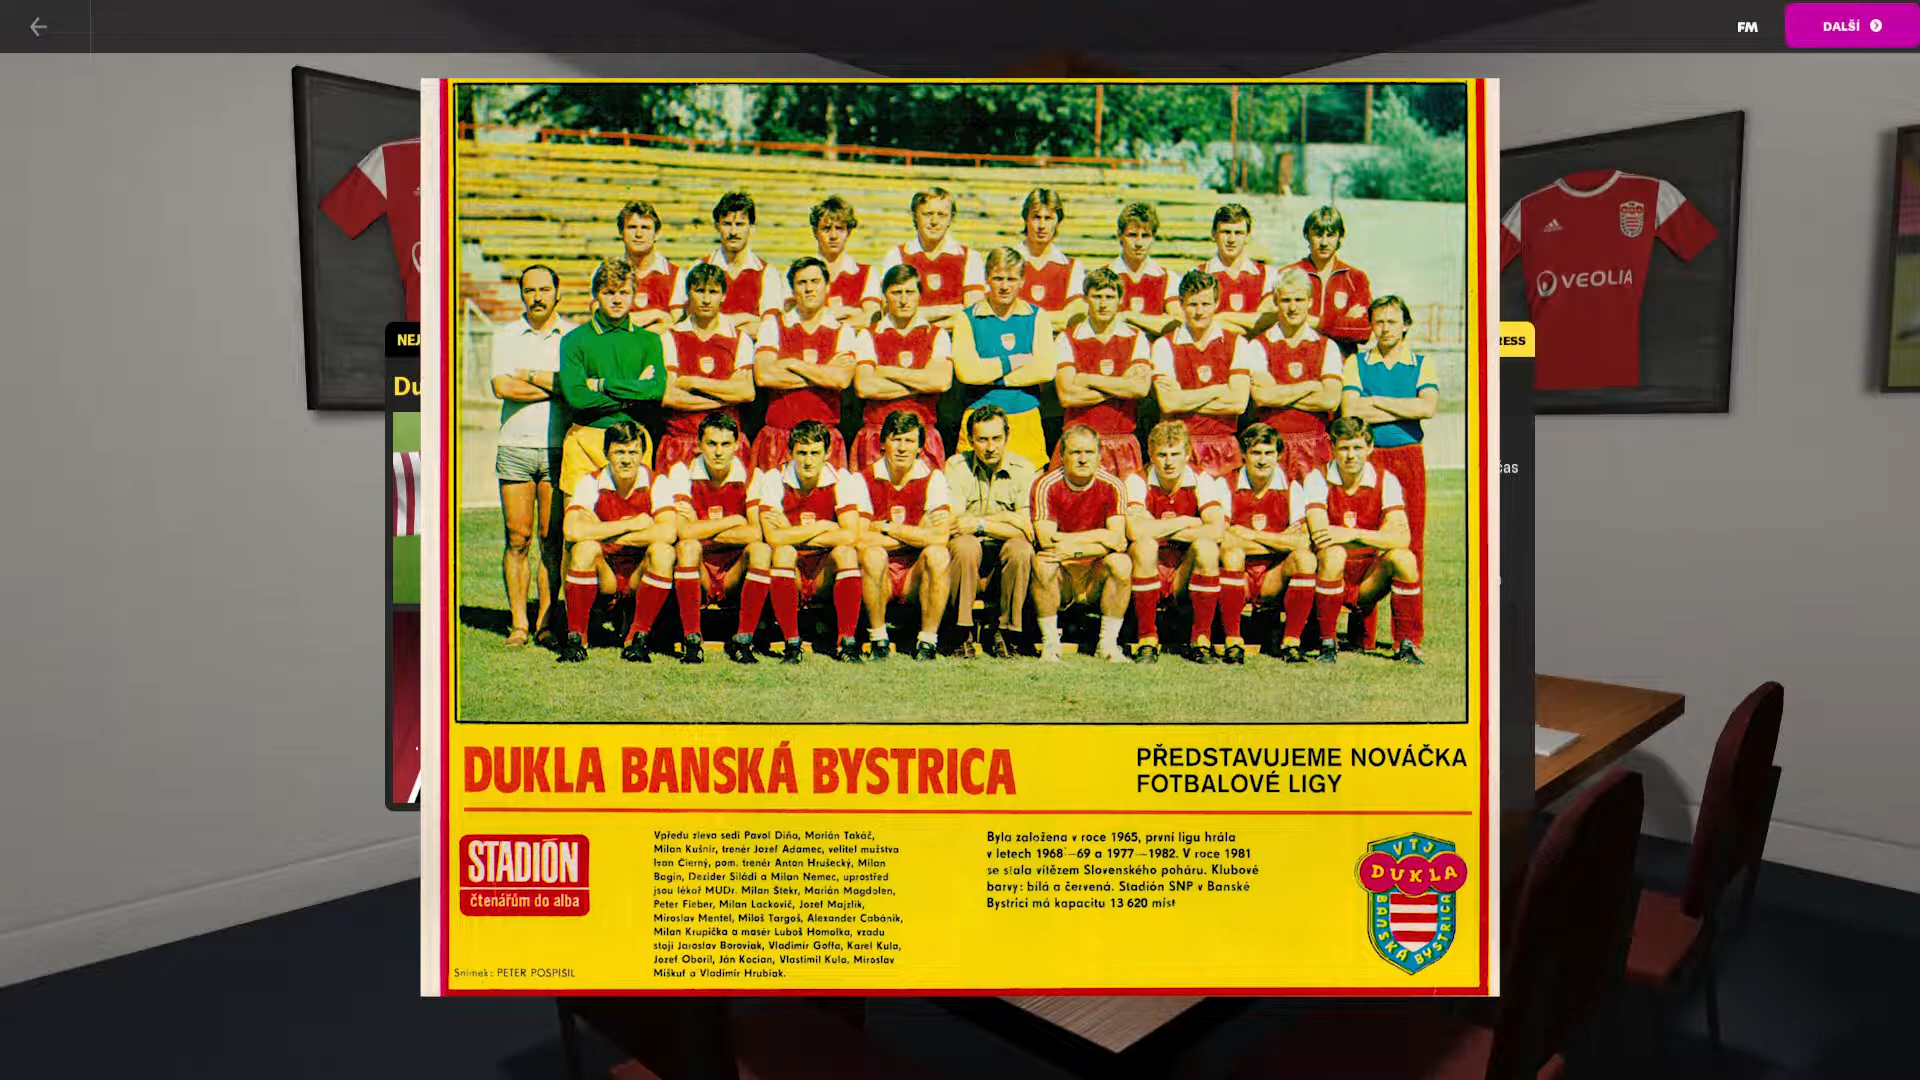 FM
DALŠÍ
VEOLIA
NEJ
RESS
Du
čas
DUKLA BANSKÁ BYSTRICA
PŘEDSTAVUJEME NOVÁČKA
FOTBALOVÉ LIGY
STADIÓN
čtenářům do alba
Snímek: PETER POSPÍŠIL
Vpředu zleva sedí Pavol Diňa, Marián Takáč,
Milan Kušnír, trenér Jozef Adamec, velitel mužstva
Ivan Čierný, pom. trenér Anton Hrušecký, Milan
Bagin, Dezider Siládi a Milan Nemec, uprostřed
jsou lékař MUDr. Milan Štekr, Marián Magdolen,
Peter Fieber, Milan Lackovič, Jozef Majzlík,
Miroslav Mentel, Miloš Targoš, Alexander Cabánik,
Milan Krupička a masér Luboš Homolka, vzadu
stojí Jaroslav Boroviak, Vladimír Goffa, Karel Kula,
Jozef Oboril, Ján Kocian, Vlastimil Kula, Miroslav
Miškuf a Vladimír Hrubiak.
Byla založena v roce 1965, první ligu hrála
v letech 1968—69 a 1977—1982. V roce 1981
se stala vítězem Slovenského poháru. Klubové
barvy: bílá a červená. Stadión SNP v Banské
Bystrici má kapacitu 13 620 míst
VTJ
DUKLA
BANSKÁ BYSTRICA